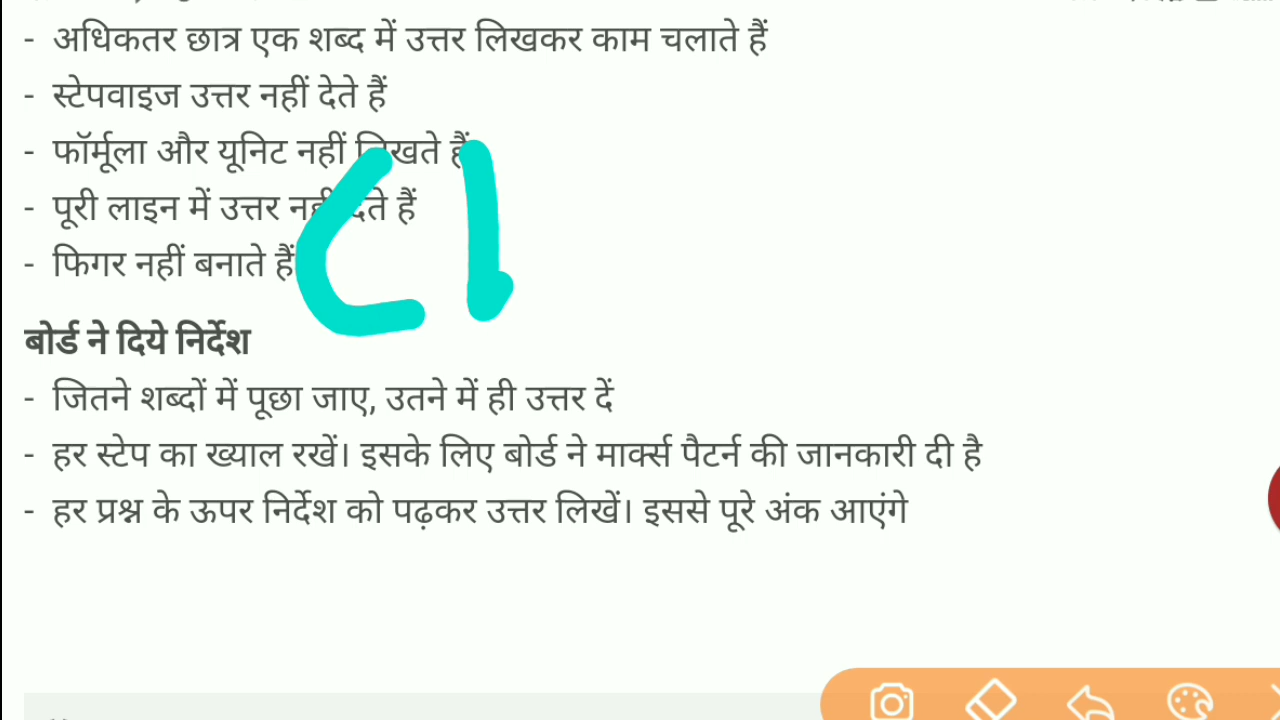 - अधिकतर छात्र एक शब्द में उत्तर लिखकर काम चलाते हैं
- स्टेपवाइज उत्तर नहीं देते हैं
- फॉर्मूला और यूनिट नहीं लिखते हैं
- पूरी लाइन में उत्तर नहीं देते हैं
- फिगर नहीं बनाते हैं
बोर्ड ने दिये निर्देश
- जितने शब्दों में पूछा जाए, उतने में ही उत्तर दें
- हर स्टेप का ख्याल रखें। इसके लिए बोर्ड ने मार्क्स पैटर्न की जानकारी दी है
- हर प्रश्न के ऊपर निर्देश को पढ़कर उत्तर लिखें। इससे पूरे अंक आएंगे